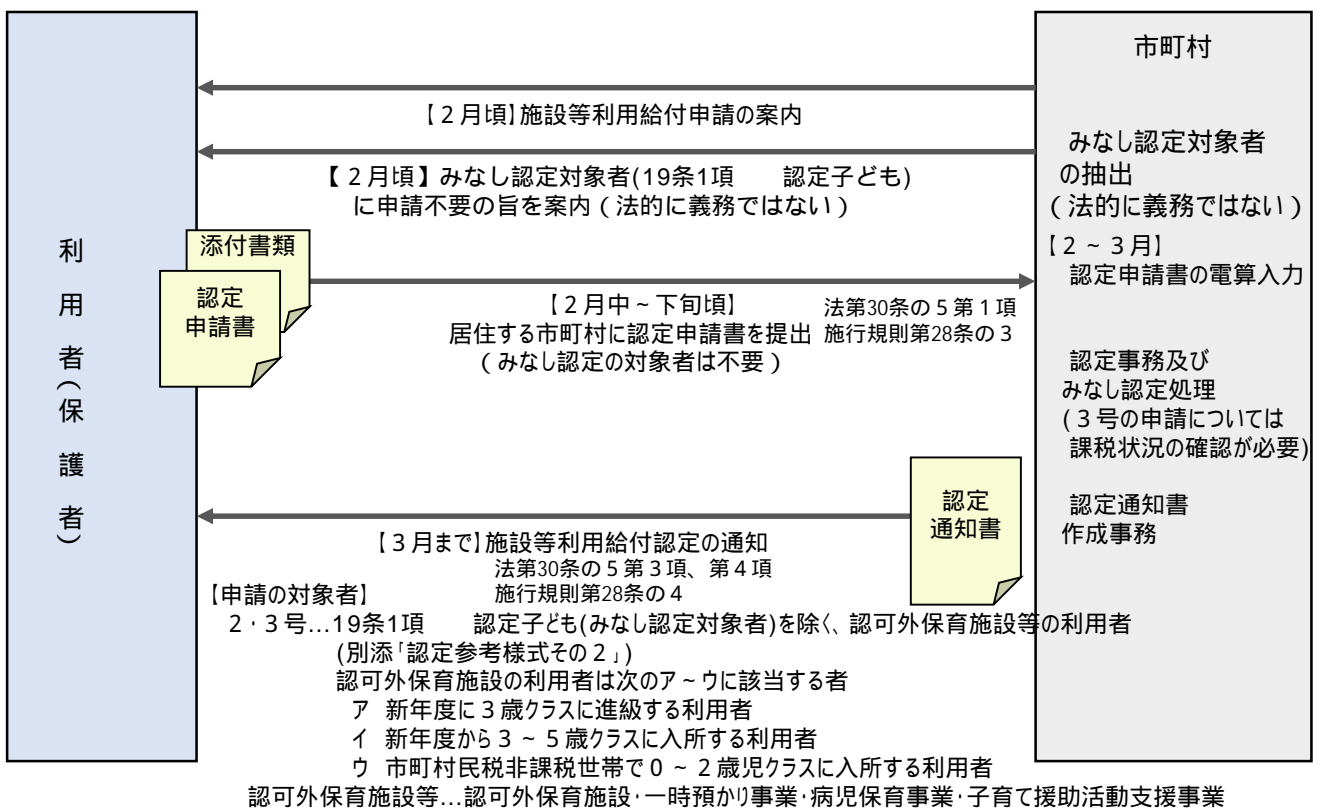 市町村
【２月頃】施設等利用給付申請の案内
みなし認定対象者
の抽出
（法的に義務ではない）
【２月頃】みなし認定対象者(19条1項　　認定子ども)
に申請不要の旨を案内（法的に義務ではない）
利用者（保護者）
添付書類
認定
申請書
【２～３月】
認定申請書の電算入力
【２月中～下旬頃】
居住する市町村に認定申請書を提出
（みなし認定の対象者は不要）
法第30条の５第１項
施行規則第28条の３
認定事務及び
みなし認定処理
(３号の申請については
課税状況の確認が必要)
認定
通知書
認定通知書
作成事務
【３月まで】施設等利用給付認定の通知
法第30条の５第３項、第４項
施行規則第28条の４
【申請の対象者】
２・３号…19条1項　　認定子ども(みなし認定対象者)を除く、認可外保育施設等の利用者
(別添「認定参考様式その２」)
認可外保育施設の利用者は次のア～ウに該当する者
ア　新年度に３歳クラスに進級する利用者
イ　新年度から３～５歳クラスに入所する利用者
ウ　市町村民税非課税世帯で０～２歳児クラスに入所する利用者
認可外保育施設等…認可外保育施設・一時預かり事業・病児保育事業・子育て援助活動支援事業